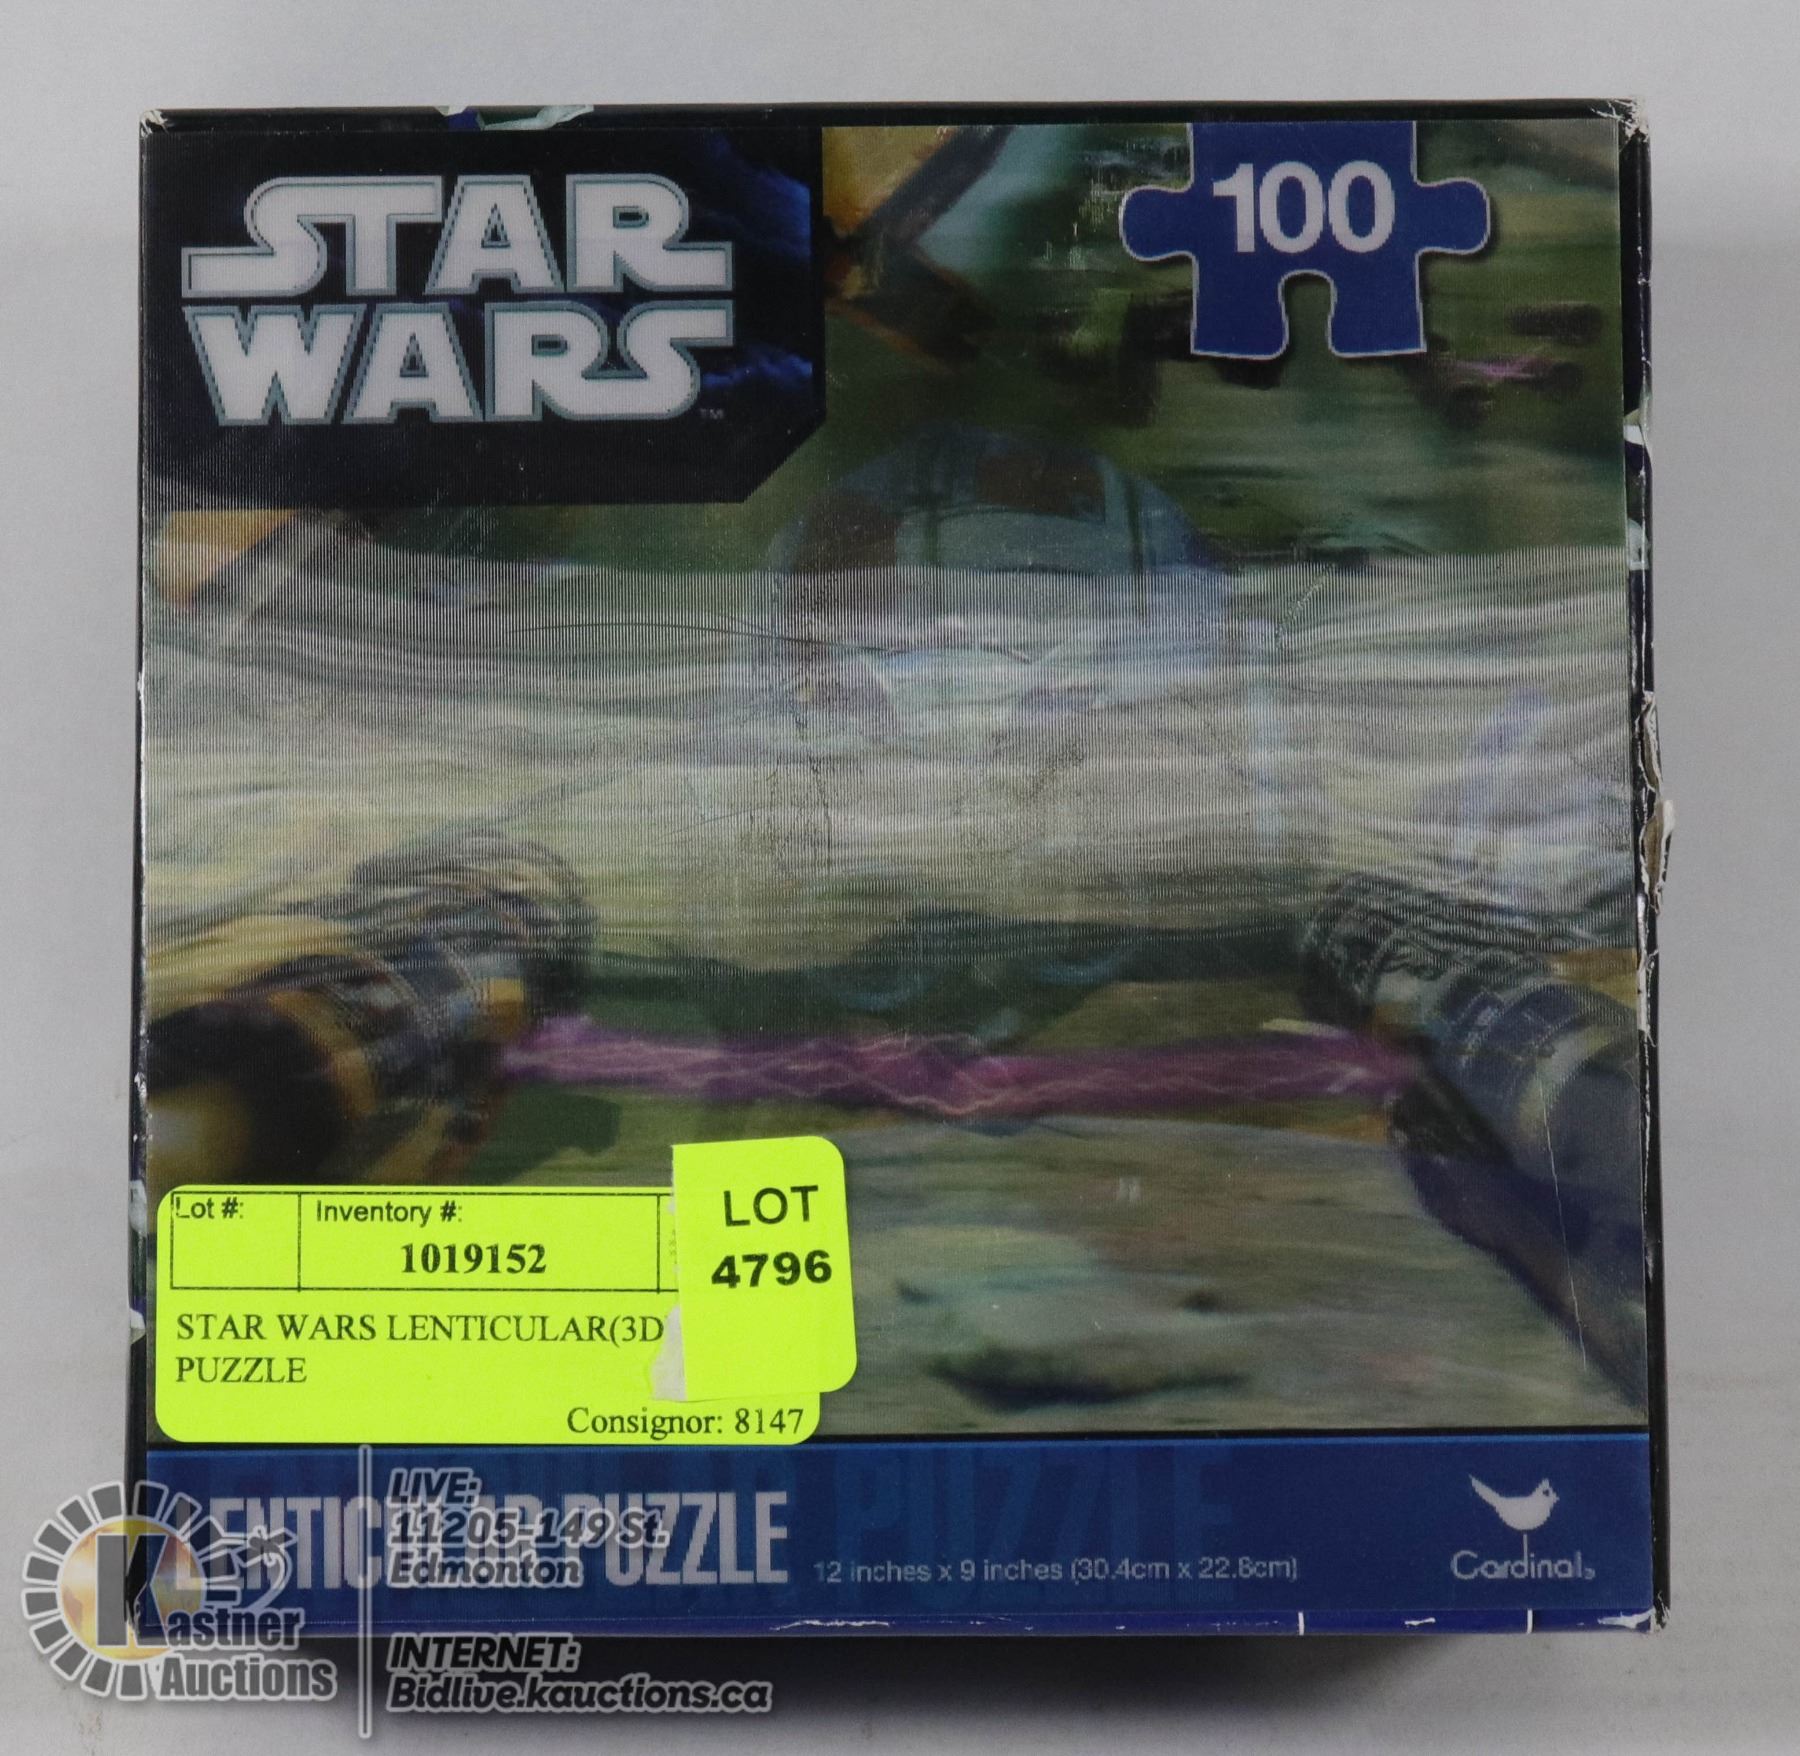 STAR
WARS
TM
100
Lot #:
Inventory #:
1019152
LOT
4796
STAR WARS LENTICULAR(3D
PUZZLE
Consignor: 8147
PUZZLE
12 inches x 9 inches (30.4cm x 22.8cm)
Cardinal®
Kastner
Auctions
LIVE:
11205-149 St.
Edmonton
INTERNET:
Bidlive.kauctions.ca